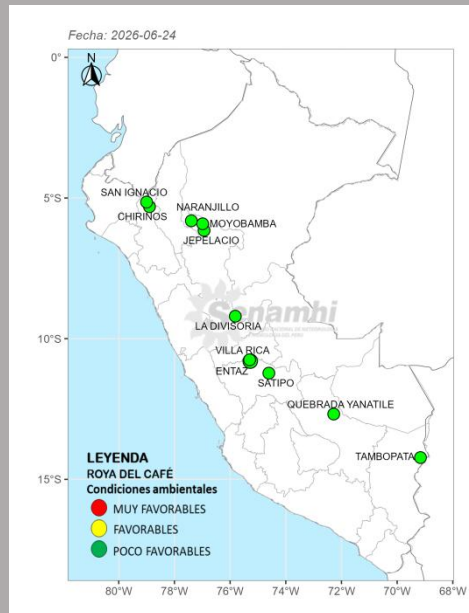 Fecha: 2026-06-24
0°
N
SAN IGNACIO
5°S
CHIRINOS
NARANJILLO
MOYOBAMBA
JEPELACIO
Senamhi
LA DIVISORIA
10°S
VILLA RICA
ENTAZ
SATIPO
QUEBRADA YANATILE
TAMBOPATA
15°S
LEYENDA
ROYA DEL CAFÉ
Condiciones ambientales
MUY FAVORABLES
FAVORABLES
POCO FAVORABLES
80°W 78°W 76°W 74°W 72°W 70°W 68°W